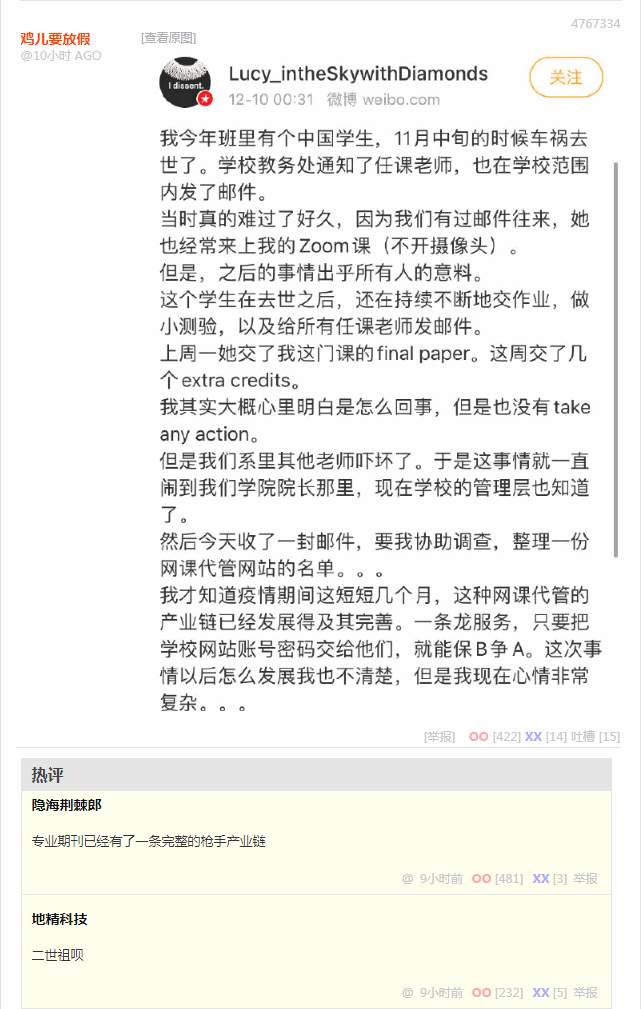 4767334
鸡儿要放假
[查看原图]
@10小时 AGO
I dissent.
Lucy_intheSkywithDiamonds
关注
12-10 00:31 微博 weibo.com
我今年班里有个中国学生，11月中旬的时候车祸去
世了。学校教务处通知了任课老师，也在学校范围
内发了邮件。
当时真的难过了好久，因为我们有过邮件往来，她
也经常来上我的Zoom课（不开摄像头）。
但是，之后的事情出乎所有人的意料。
这个学生在去世之后，还在持续不断地交作业，做
小测验，以及给所有任课老师发邮件。
上周一她交了我这门课的final paper。这周交了几
个extra credits。
我其实大概心里明白是怎么回事，但是也没有take
any action。
但是我们系里其他老师吓坏了。于是这事情就一直
闹到我们学院院长那里，现在学校的管理层也知道
了。
然后今天收了一封邮件，要我协助调查，整理一份
网课代管网站的名单。。。
我才知道疫情期间这短短几个月，这种网课代管的
产业链已经发展得及其完善。一条龙服务，只要把
学校网站账号密码交给他们，就能保B争A。这次事
情以后怎么发展我也不清楚，但是我现在心情非常
复杂。。。
[举报] OO [422] XX [14] 吐槽 [15]
热评
隐海荆棘郎
专业期刊已经有了一条完整的枪手产业链
@ 9小时前 OO [481] XX [3] 举报
地精科技
二世祖呗
@ 9小时前 OO [232] XX [5] 举报